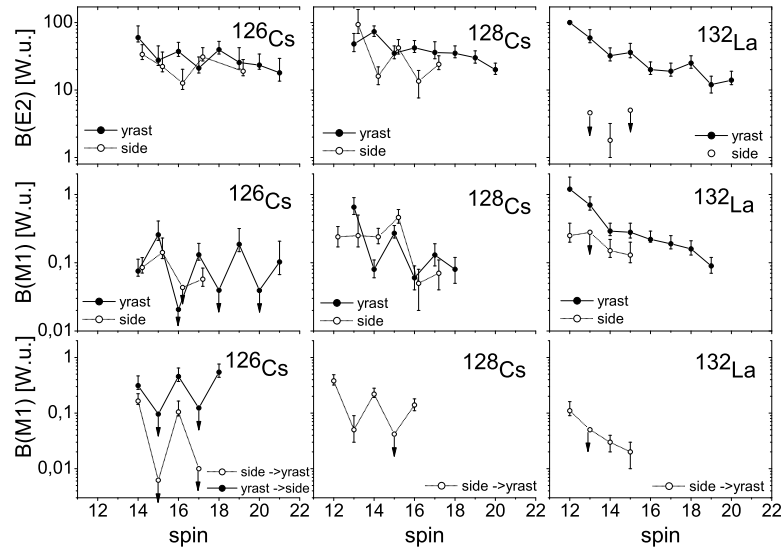 B(E2) [W.u.]
100
10
1
126Cs
yrast
side
128Cs
yrast
side
132La
yrast
side
B(M1) [W.u.]
1
0,1
0,01
126Cs
yrast
side
128Cs
yrast
side
132La
yrast
side
B(M1) [W.u.]
1
0,1
0,01
126Cs
side ->yrast
yrast ->side
128Cs
side ->yrast
132La
side ->yrast
12 14 16 18 20 22
12 14 16 18 20 22
12 14 16 18 20 22
spin
spin
spin